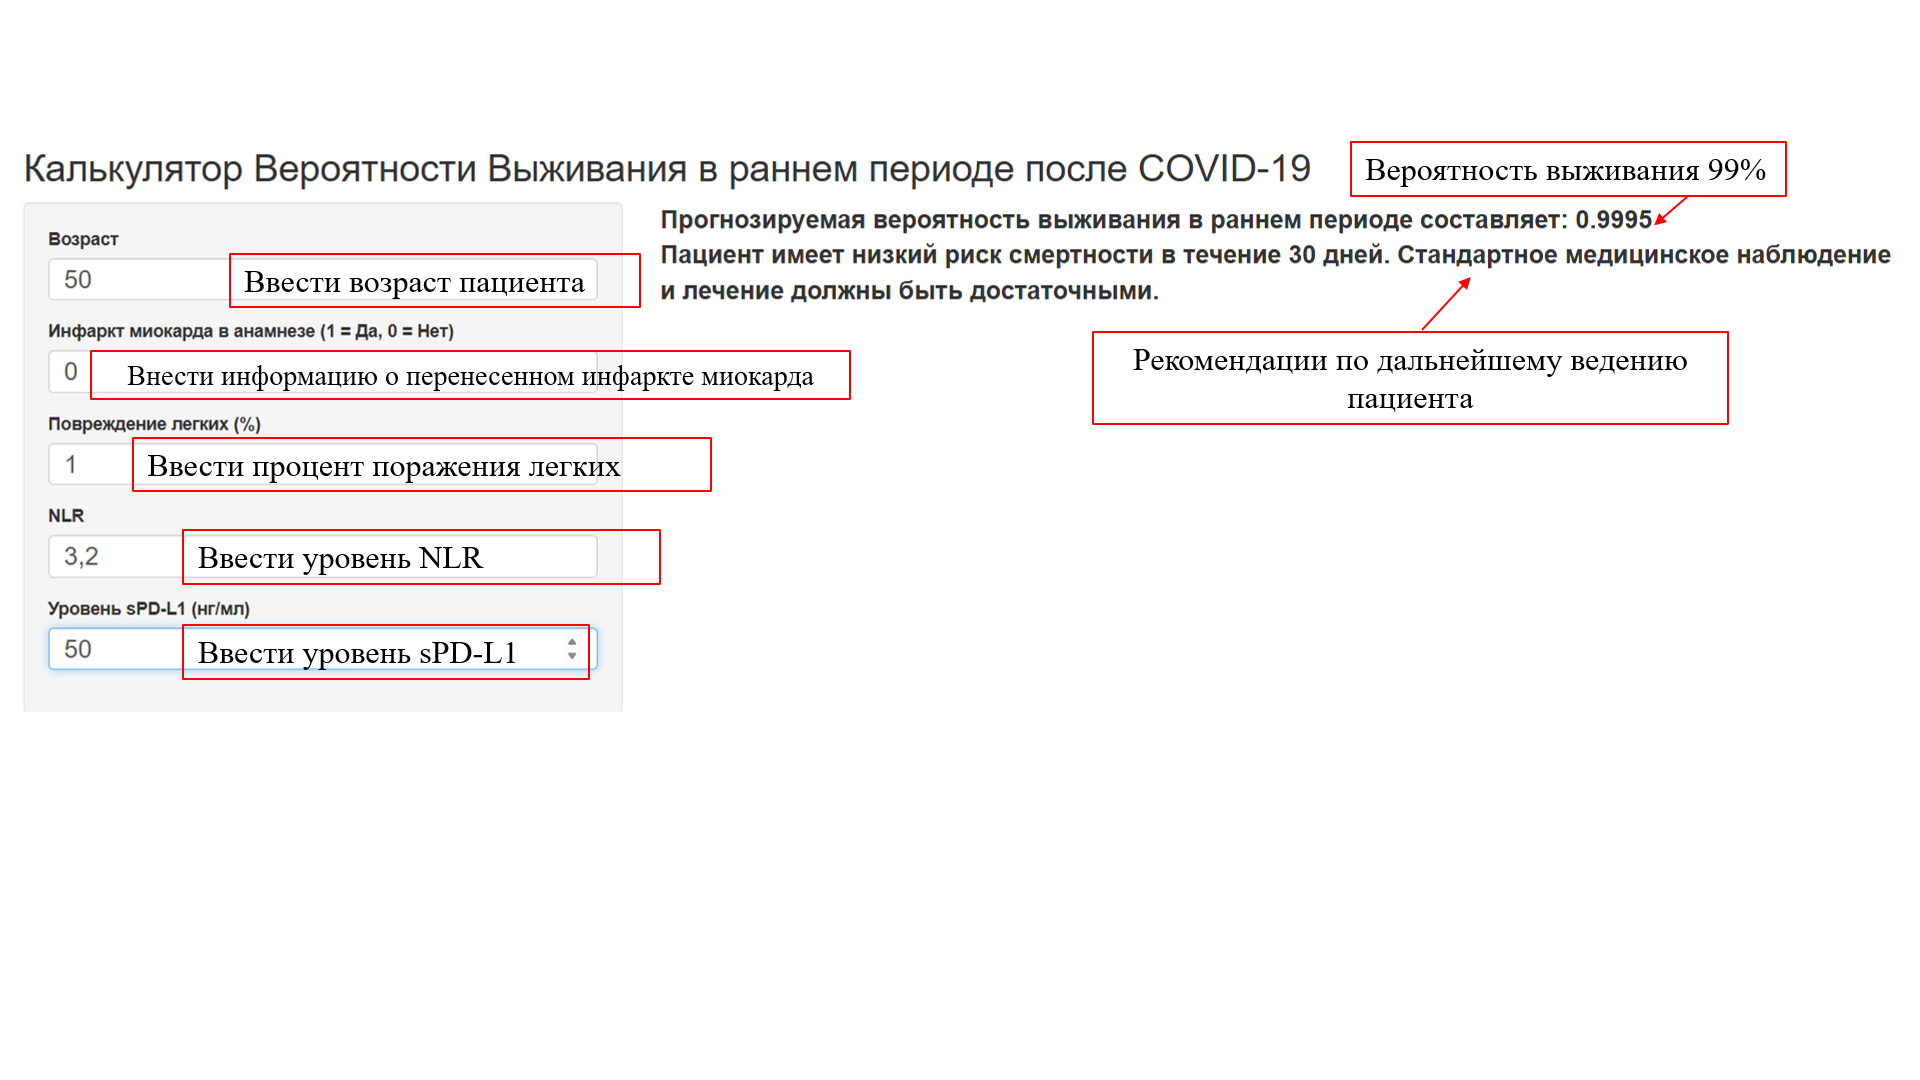 Калькулятор Вероятности Выживания в раннем периоде после COVID-19
Вероятность выживания 99%
Прогнозируемая вероятность выживания в раннем периоде составляет: 0.9995
Пациент имеет низкий риск смертности в течение 30 дней. Стандартное медицинское наблюдение
и лечение должны быть достаточными.
Рекомендации по дальнейшему ведению
пациента
Возраст
50
Ввести возраст пациента
Инфаркт миокарда в анамнезе (1 = Да, 0 = Нет)
0
Внести информацию о перенесенном инфаркте миокарда
Повреждение легких (%)
1
Ввести процент поражения легких
NLR
3,2
Ввести уровень NLR
Уровень sPD-L1 (нг/мл)
50
Ввести уровень sPD-L1